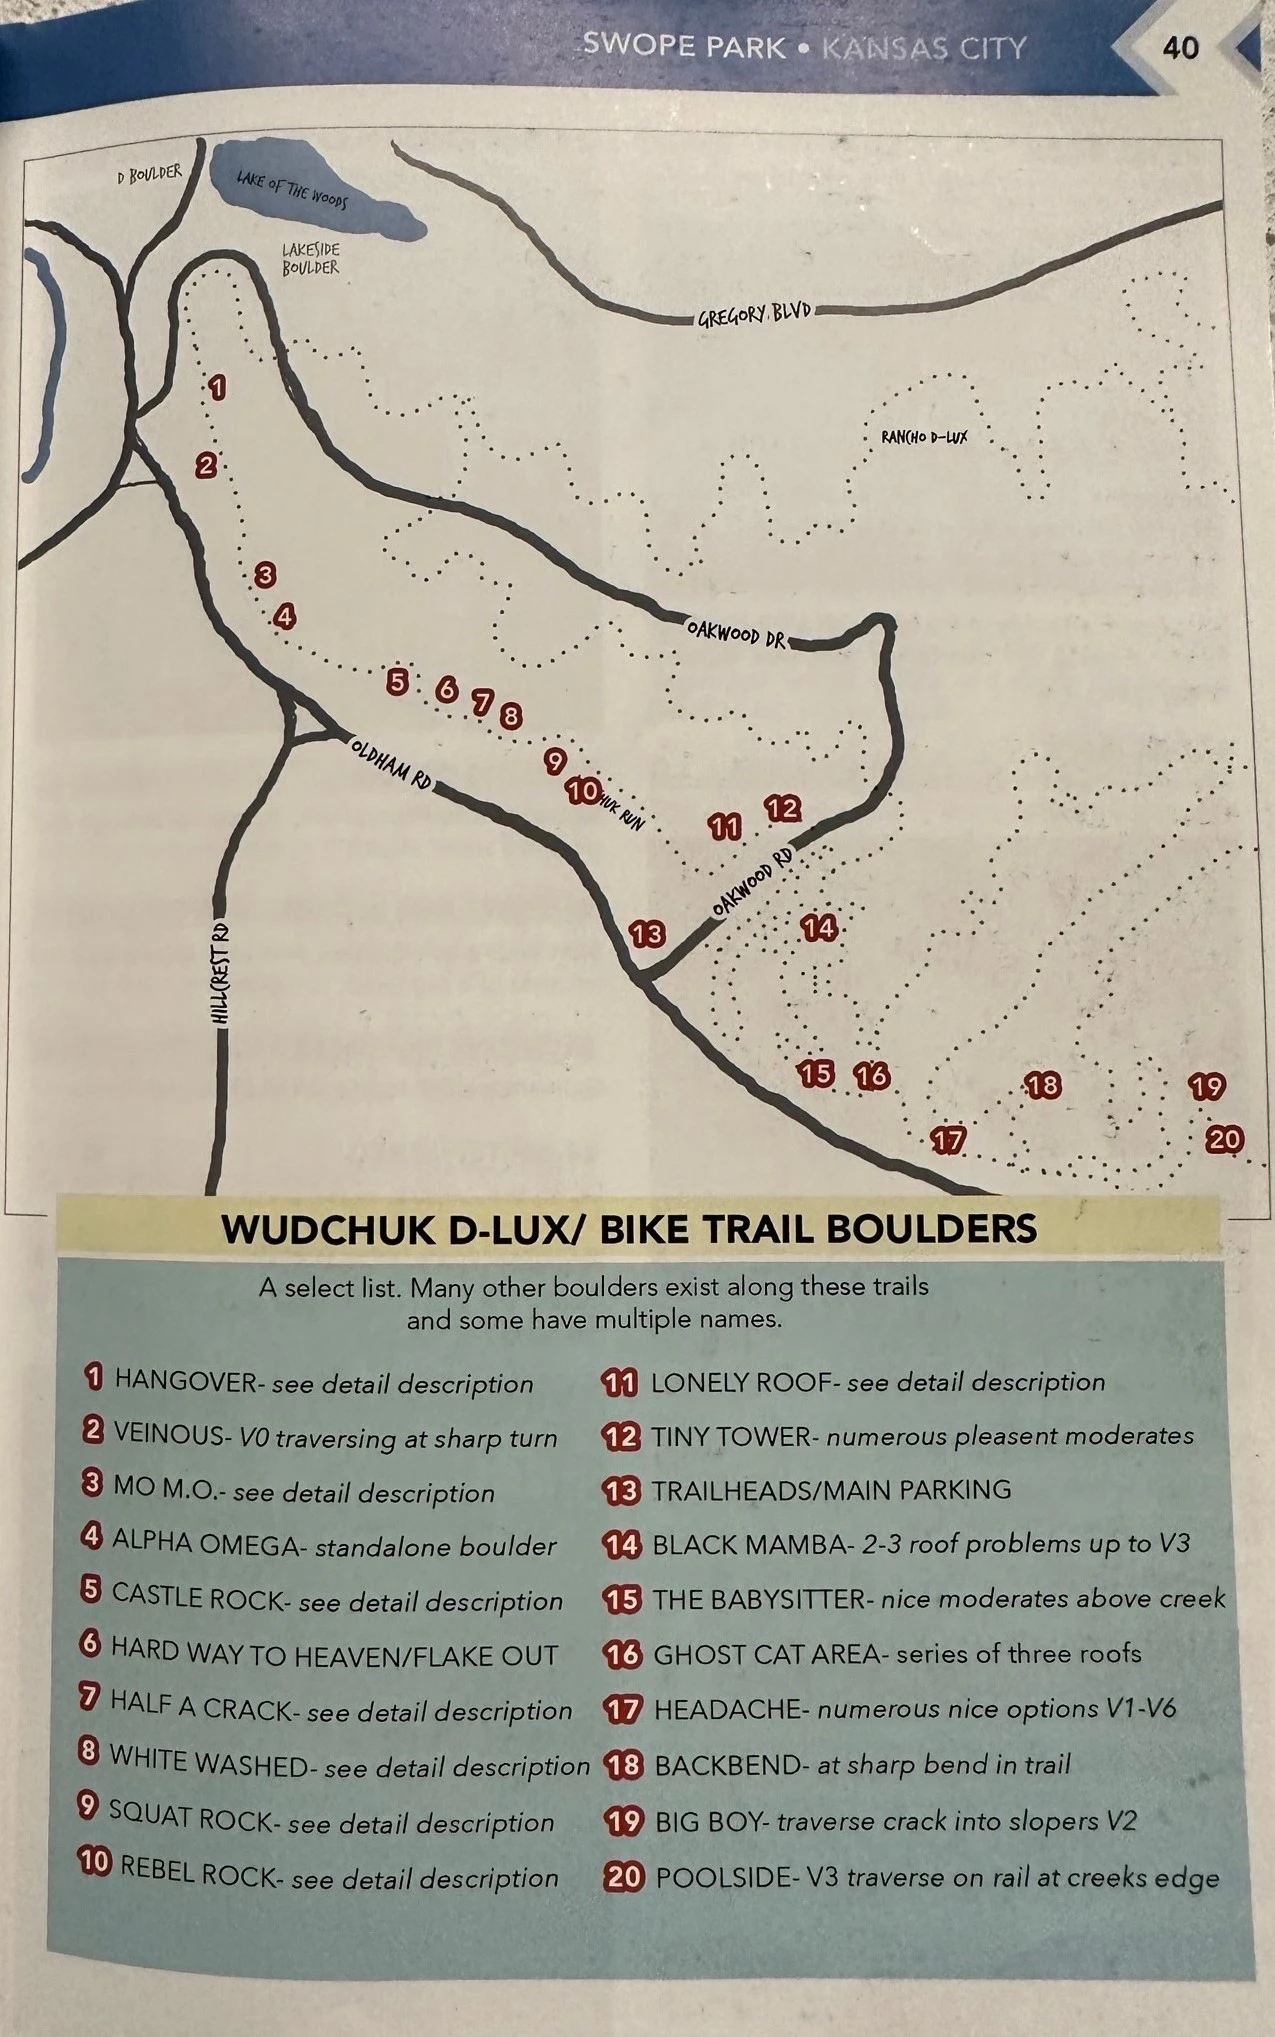 SWOPE PARK • KANSAS CITY
40
D BOULDER
LAKE OF THE WOODS
LAKESIDE
BOULDER
GREGORY BLVD
1
RANCHO D-LUX
2
3
4
OAKWOOD DR
5
6
7
8
OLDHAM RD
9
10
HUK RUN
11
12
OAKWOOD RD
HILLCREST RD
13
14
15
16
17
18
19
20
WUDCHUK D-LUX/ BIKE TRAIL BOULDERS
A select list. Many other boulders exist along these trails
and some have multiple names.
1 HANGOVER- see detail description
2 VEINOUS- V0 traversing at sharp turn
3 MO M.O.- see detail description
4 ALPHA OMEGA- standalone boulder
5 CASTLE ROCK- see detail description
6 HARD WAY TO HEAVEN/FLAKE OUT
7 HALF A CRACK- see detail description
8 WHITE WASHED- see detail description
9 SQUAT ROCK- see detail description
10 REBEL ROCK- see detail description
11 LONELY ROOF- see detail description
12 TINY TOWER- numerous pleasent moderates
13 TRAILHEADS/MAIN PARKING
14 BLACK MAMBA- 2-3 roof problems up to V3
15 THE BABYSITTER- nice moderates above creek
16 GHOST CAT AREA- series of three roofs
17 HEADACHE- numerous nice options V1-V6
18 BACKBEND- at sharp bend in trail
19 BIG BOY- traverse crack into slopers V2
20 POOLSIDE- V3 traverse on rail at creeks edge